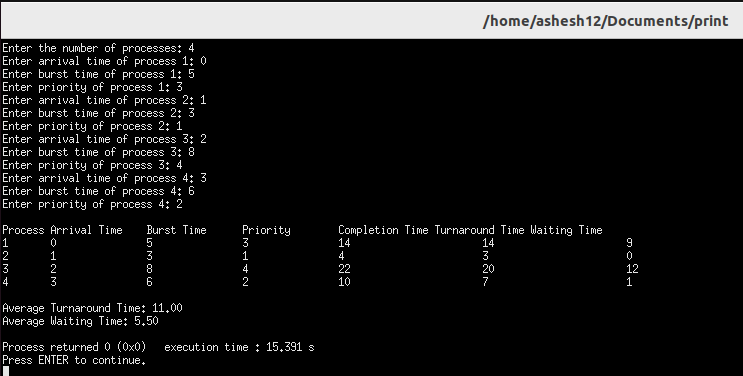 /home/ashesh12/Documents/print
Enter the number of processes: 4
Enter arrival time of process 1: 0
Enter burst time of process 1: 5
Enter priority of process 1: 3
Enter arrival time of process 2: 1
Enter burst time of process 2: 3
Enter priority of process 2: 1
Enter arrival time of process 3: 2
Enter burst time of process 3: 8
Enter priority of process 3: 4
Enter arrival time of process 4: 3
Enter burst time of process 4: 6
Enter priority of process 4: 2
Process Arrival Time Burst Time Priority Completion Time Turnaround Time Waiting Time
1 0 5 3 14 14 9
2 1 3 1 4 3 0
3 2 8 4 22 20 12
4 3 6 2 10 7 1
Average Turnaround Time: 11.00
Average Waiting Time: 5.50
Process returned 0 (0x0) execution time : 15.391 s
Press ENTER to continue.